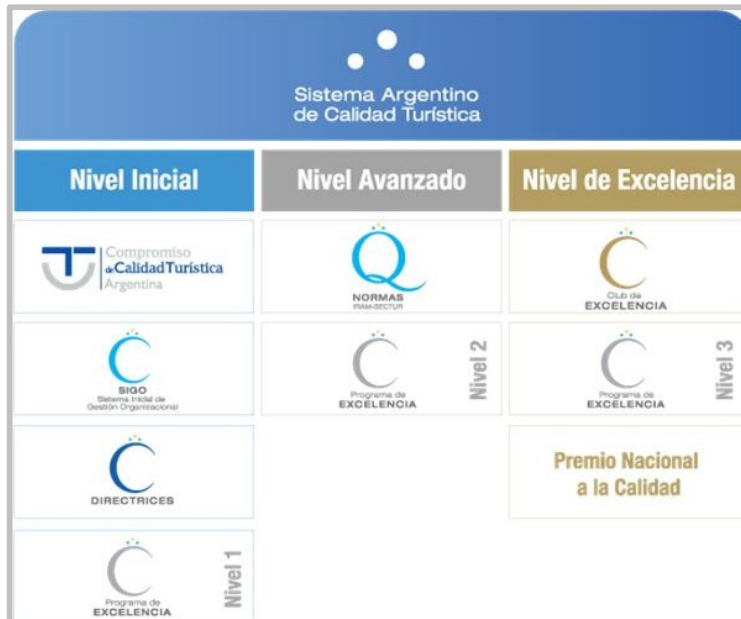 Sistema Argentino
de Calidad Turística
Nivel Inicial
Nivel Avanzado
Nivel de Excelencia
Compromiso
de Calidad Turística
Argentina
NORMAS
IRAM-SECTUR
Club de
EXCELENCIA
SIGO
Sistema Inicial de
Gestión Organizacional
Programa de
EXCELENCIA
Nivel 2
Programa de
EXCELENCIA
Nivel 3
DIRECTRICES
Premio Nacional
a la Calidad
Programa de
EXCELENCIA
Nivel 1